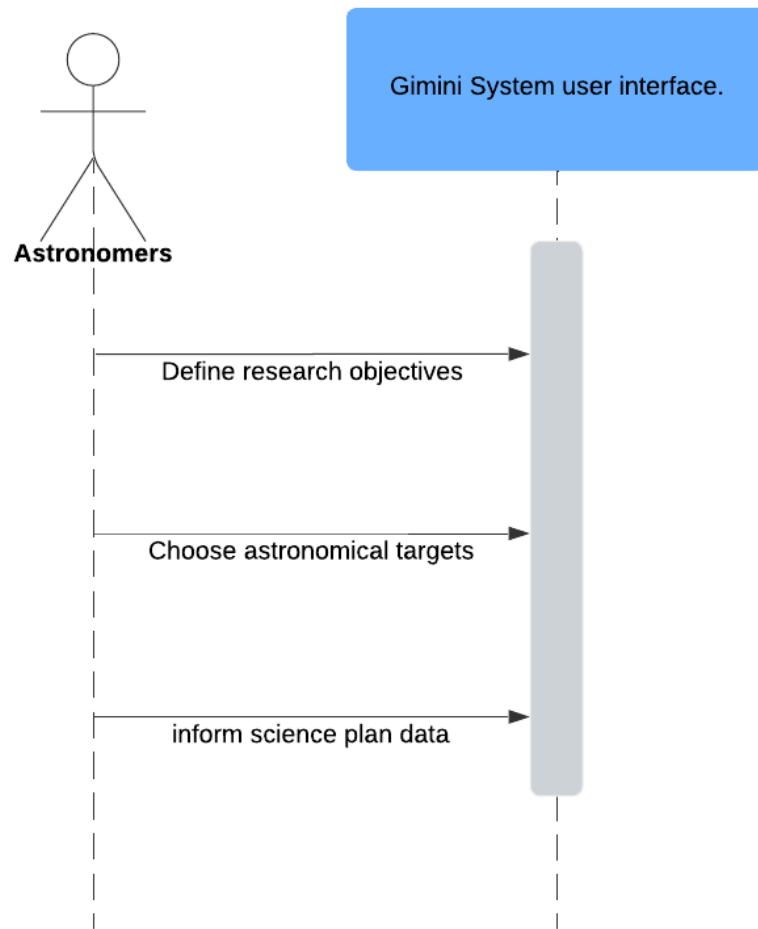 Gimini System user interface.
Astronomers
Define research objectives
Choose astronomical targets
inform science plan data